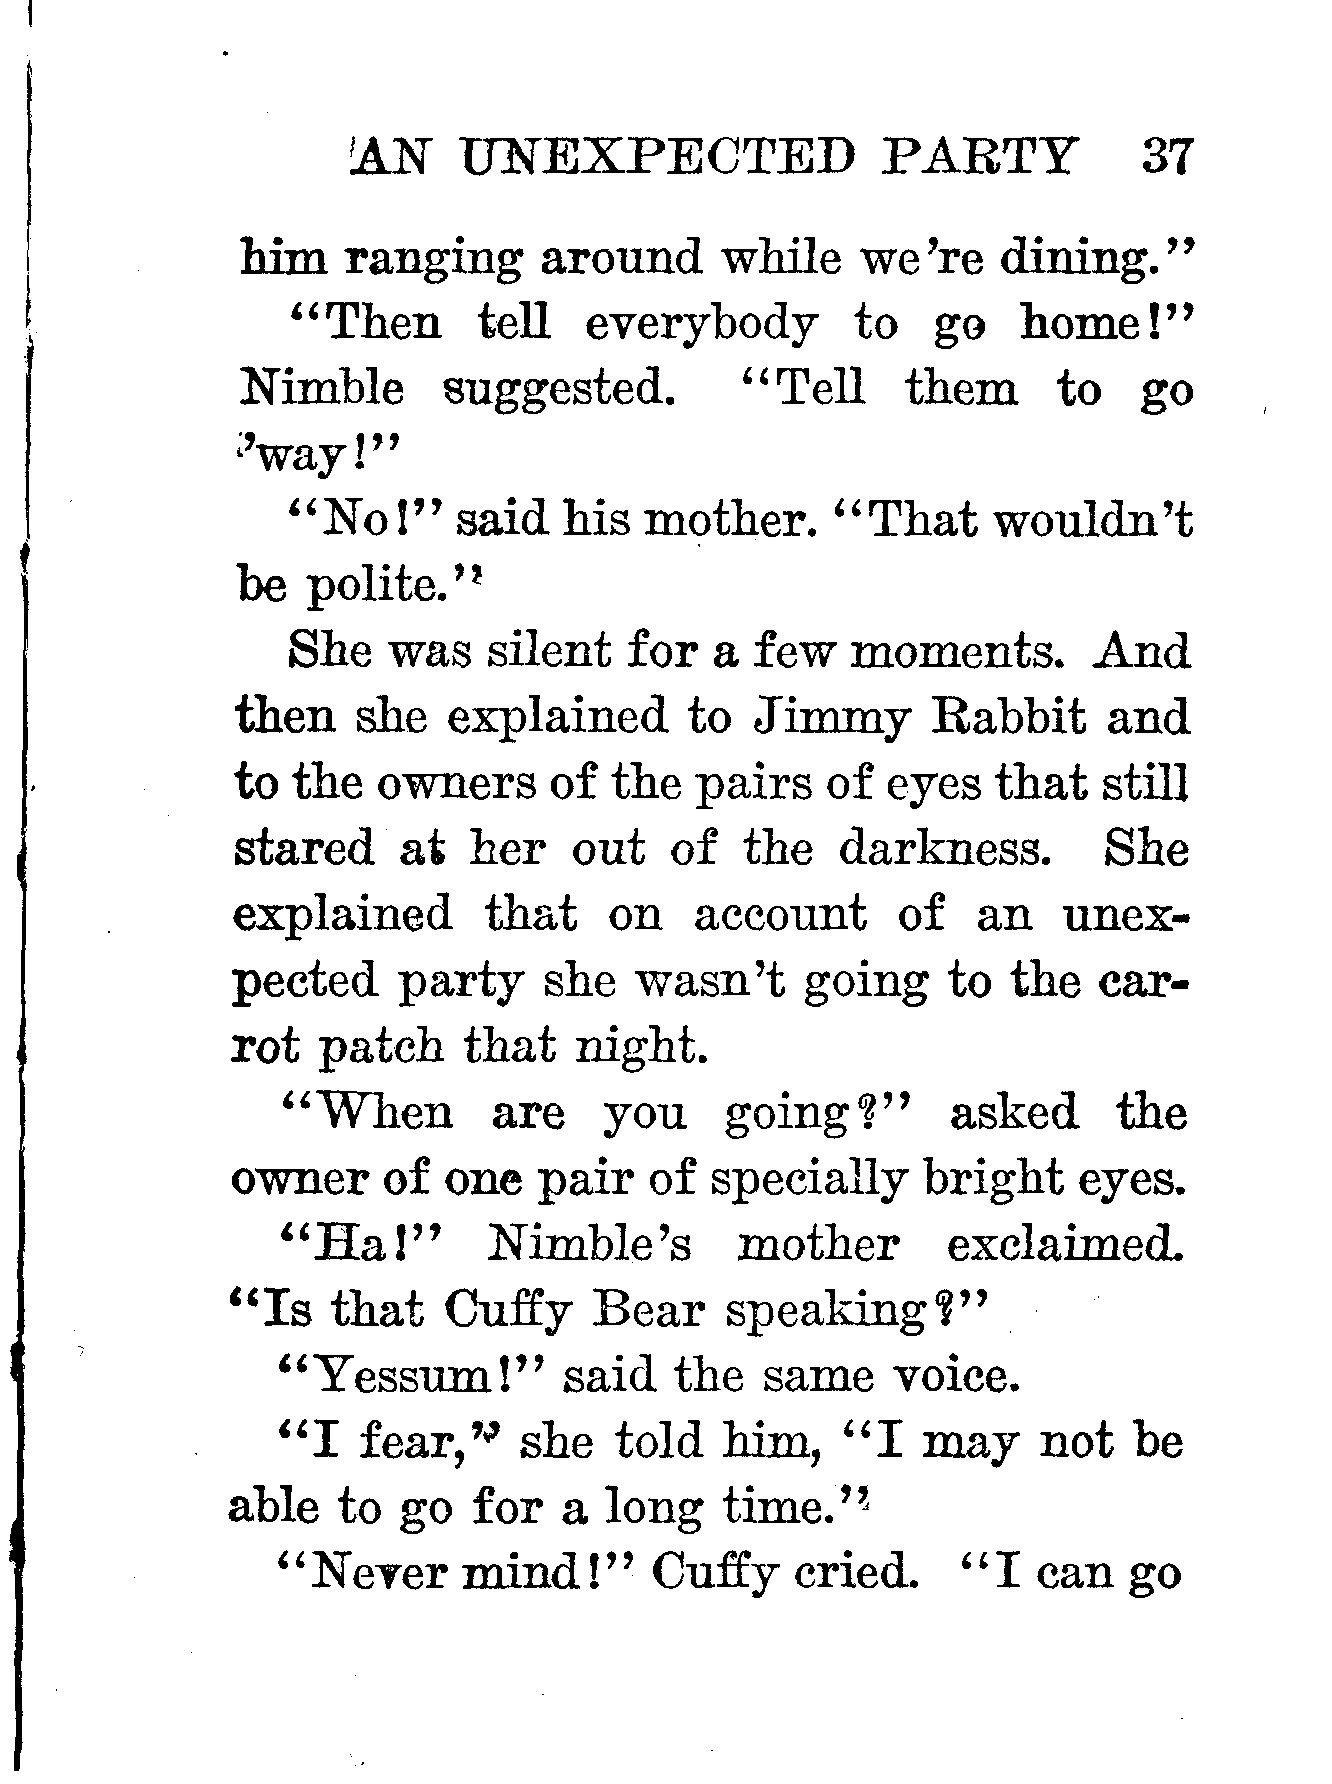 AN UNEXPECTED PARTY 37
him ranging around while we're dining."
"Then tell everybody to go home!"
Nimble suggested. "Tell them to go
'way!"
"No!" said his mother. "That wouldn't
be polite."
She was silent for a few moments. And
then she explained to Jimmy Rabbit and
to the owners of the pairs of eyes that still
stared at her out of the darkness. She
explained that on account of an unex-
pected party she wasn't going to the car-
rot patch that night.
"When are you going?" asked the
owner of one pair of specially bright eyes.
"Ha!" Nimble's mother exclaimed.
"Is that Cuffy Bear speaking?"
"Yessum!" said the same voice.
"I fear," she told him, "I may not be
able to go for a long time."
"Never mind!" Cuffy cried. "I can go